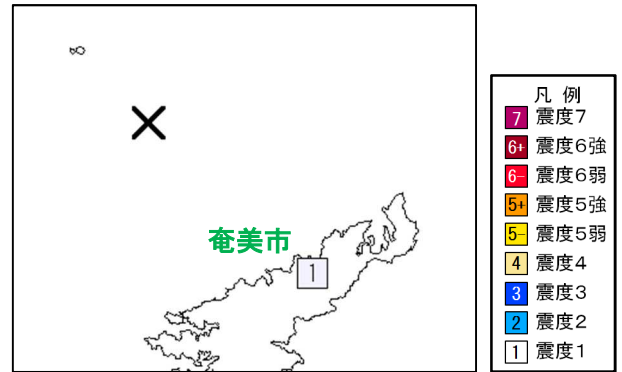 奄美市
1
凡 例
7 震度7
6+ 震度6強
6- 震度6弱
5+ 震度5強
5- 震度5弱
4 震度4
3 震度3
2 震度2
1 震度1